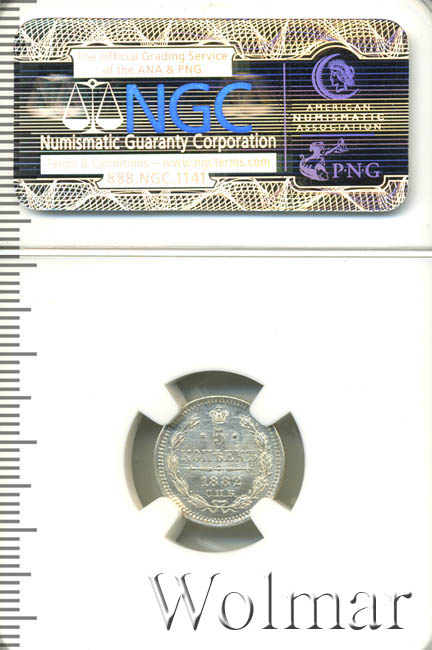 The Official Grading Service
of the ANA & PNG
NGC
Numismatic Guaranty Corporation
Terms & Conditions – www.ngcterms.com
888.NGC.1141
AMERICAN
NUMISMATIC
ASSOCIATION
PNG
5
КОПѢЕКЪ
1882
С.П.Б.
Wolmar